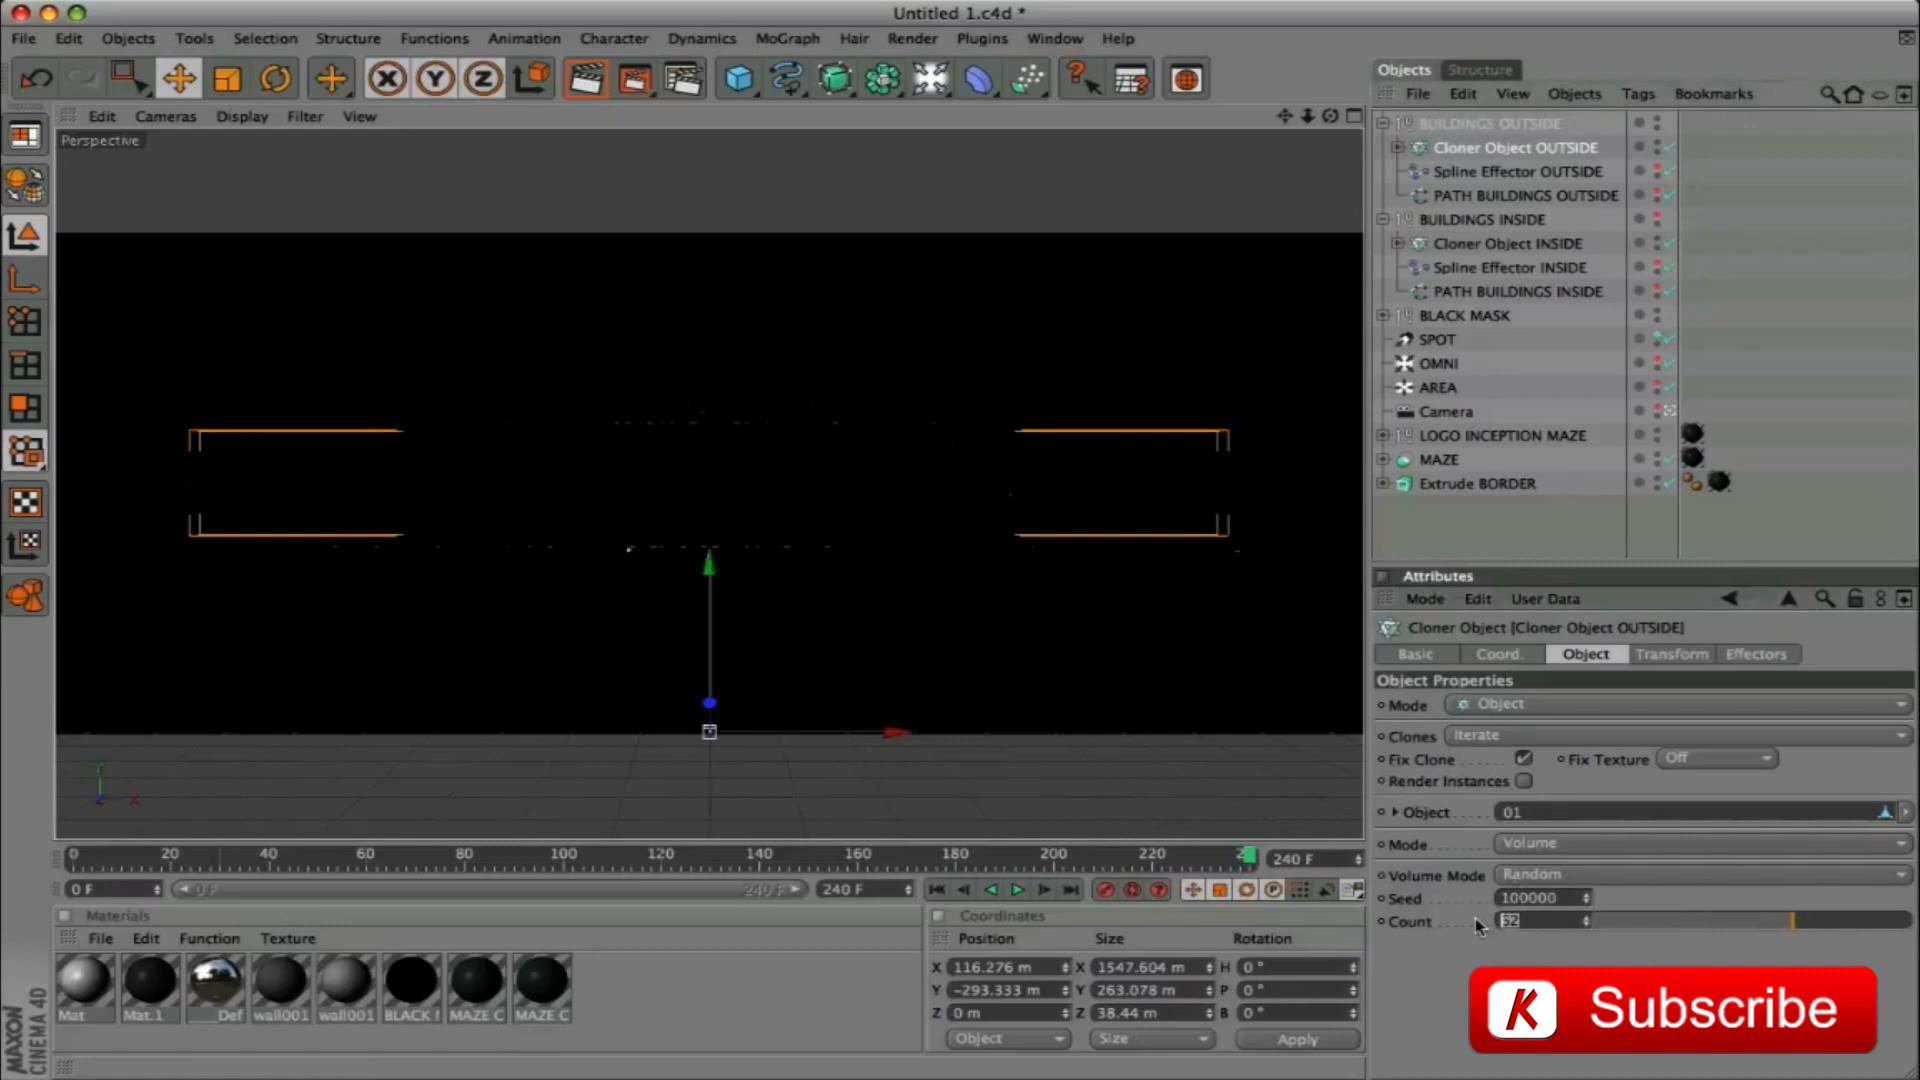 Untitled 1.c4d *
File Edit Objects Tools Selection Structure Functions Animation Character Dynamics MoGraph Hair Render Plugins Window Help
X Y Z
Edit Cameras Display Filter View
Perspective
Y
X
0 20 40 60 80 100 120 140 160 180 200 220 2
240 F
0 F 0 F 240 F 240 F
Materials
File Edit Function Texture
Mat Mat.1 Def wall001 wall001 BLACK MAZE C MAZE C
MAXON
CINEMA 4D
Coordinates
Position Size Rotation
X 116.276 m X 1547.604 m H 0 °
Y -293.333 m Y 263.078 m P 0 °
Z 0 m Z 38.44 m B 0 °
Object Size Apply
Objects Structure
File Edit View Objects Tags Bookmarks
BUILDINGS OUTSIDE
Cloner Object OUTSIDE
Spline Effector OUTSIDE
PATH BUILDINGS OUTSIDE
BUILDINGS INSIDE
Cloner Object INSIDE
Spline Effector INSIDE
PATH BUILDINGS INSIDE
BLACK MASK
SPOT
OMNI
AREA
Camera
LOGO INCEPTION MAZE
MAZE
Extrude BORDER
Attributes
Mode Edit User Data
Cloner Object [Cloner Object OUTSIDE]
Basic Coord. Object Transform Effectors
Object Properties
Mode Object
Clones Iterate
Fix Clone Fix Texture Off
Render Instances
Object 01
Mode Volume
Volume Mode Random
Seed 100000
Count 52
K Subscribe